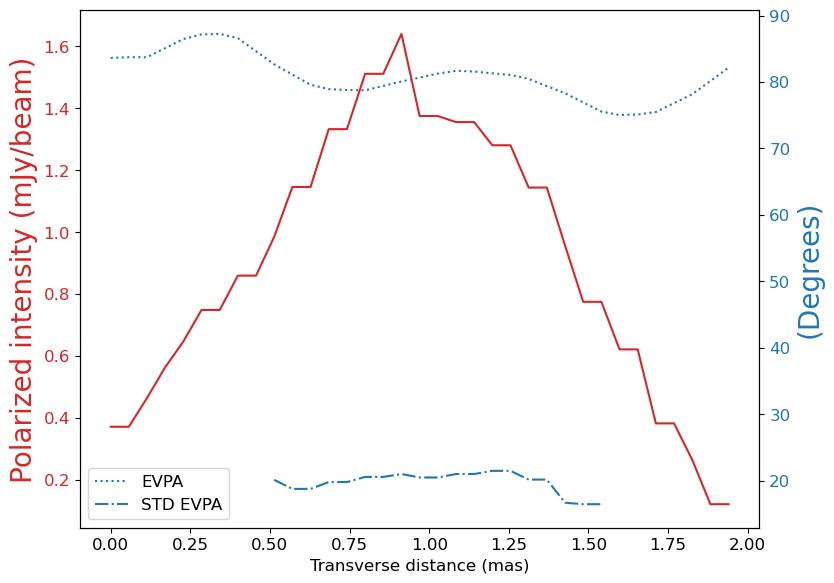 Polarized intensity (mJy/beam)
1.6
1.4
1.2
1.0
0.8
0.6
0.4
0.2
EVPA
STD EVPA
0.00 0.25 0.50 0.75 1.00 1.25 1.50 1.75 2.00
Transverse distance (mas)
90
80
70
60
50
40
30
20
(Degrees)